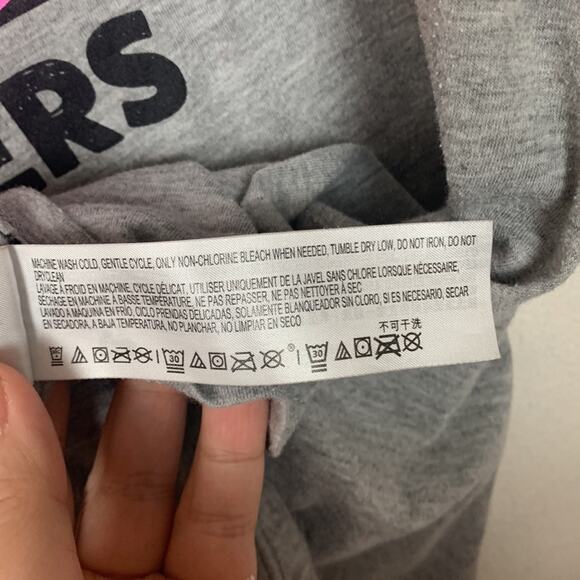 ERS
MACHINE WASH COLD, GENTLE CYCLE, ONLY NON-CHLORINE BLEACH WHEN NEEDED, TUMBLE DRY LOW, DO NOT IRON, DO NOT
DRYCLEAN
LAVAGE A FROID EN MACHINE, CYCLE DÉLICAT, UTILISER UNIQUEMENT DE LA JAVEL SANS CHLORE LORSQUE NÉCESSAIRE,
SÉCHAGE EN MACHINE A BASSE TEMPÉRATURE, NE PAS REPASSER, NE PAS NETTOYER À SEC
LAVADO A MAQUINA EN FRIO, CICLO PRENDAS DELICADAS, SOLAMENTE BLANQUEADOR SIN CLORO, SI ES NECESARIO, SECAR
EN SECADORA, A BAJA TEMPERATURA, NO PLANCHAR, NO LIMPIAR EN SECO
不可干洗
30 ® 30